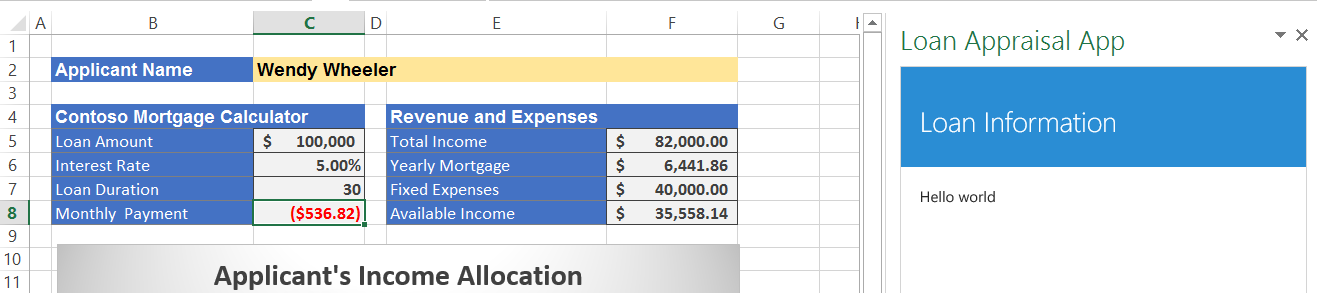 A B C D E F G
1
2 Applicant Name Wendy Wheeler
3
4 Contoso Mortgage Calculator Revenue and Expenses
5 Loan Amount $ 100,000 Total Income $ 82,000.00
6 Interest Rate 5.00% Yearly Mortgage $ 6,441.86
7 Loan Duration 30 Fixed Expenses $ 40,000.00
8 Monthly Payment ($536.82) Available Income $ 35,558.14
9
10 Applicant's Income Allocation
11
Loan Appraisal App
Loan Information
Hello world